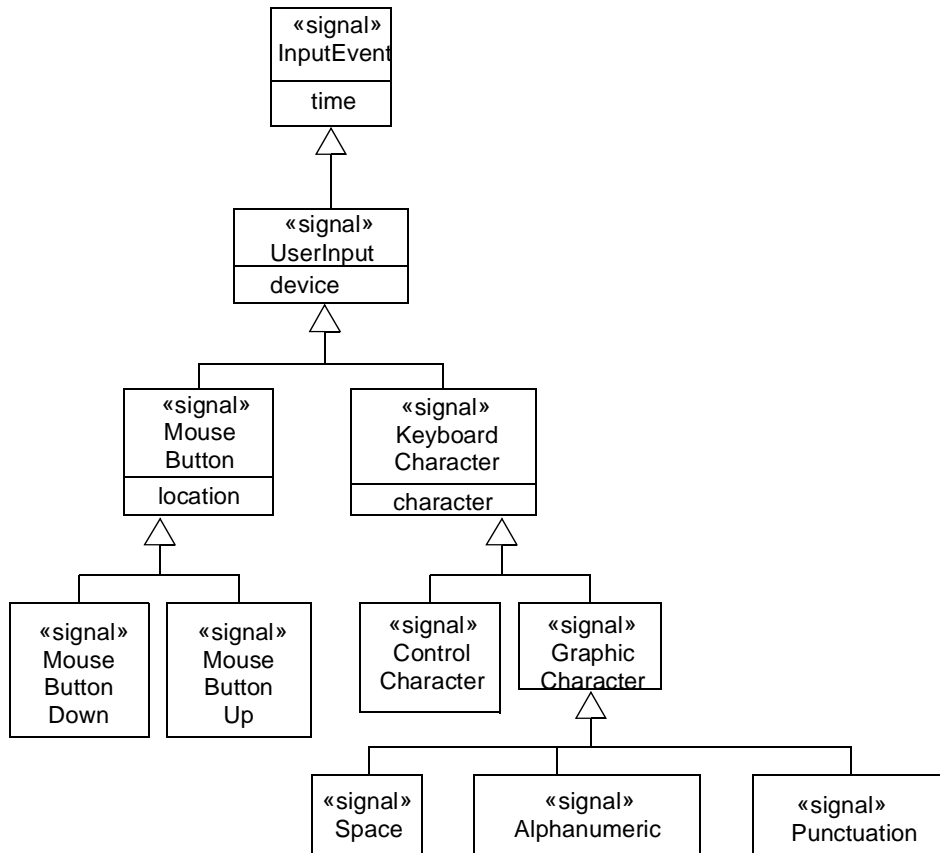 «signal»
InputEvent
time
«signal»
UserInput
device
«signal»
Mouse
Button
location
«signal»
Keyboard
Character
character
«signal»
Mouse
Button
Down
«signal»
Mouse
Button
Up
«signal»
Control
Character
«signal»
Graphic
Character
«signal»
Space
«signal»
Alphanumeric
«signal»
Punctuation